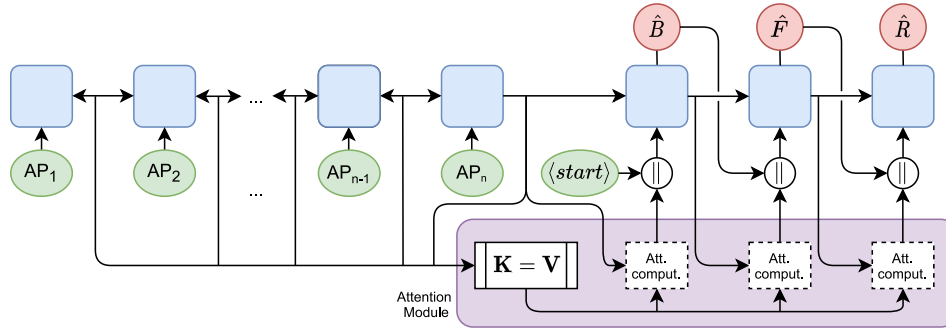 B̂
F̂
R̂
...
AP₁
AP₂
APₙ₋₁
APₙ
⟨start⟩
||
||
||
...
K = V
Att.
comput.
Att.
comput.
Att.
comput.
Attention
Module